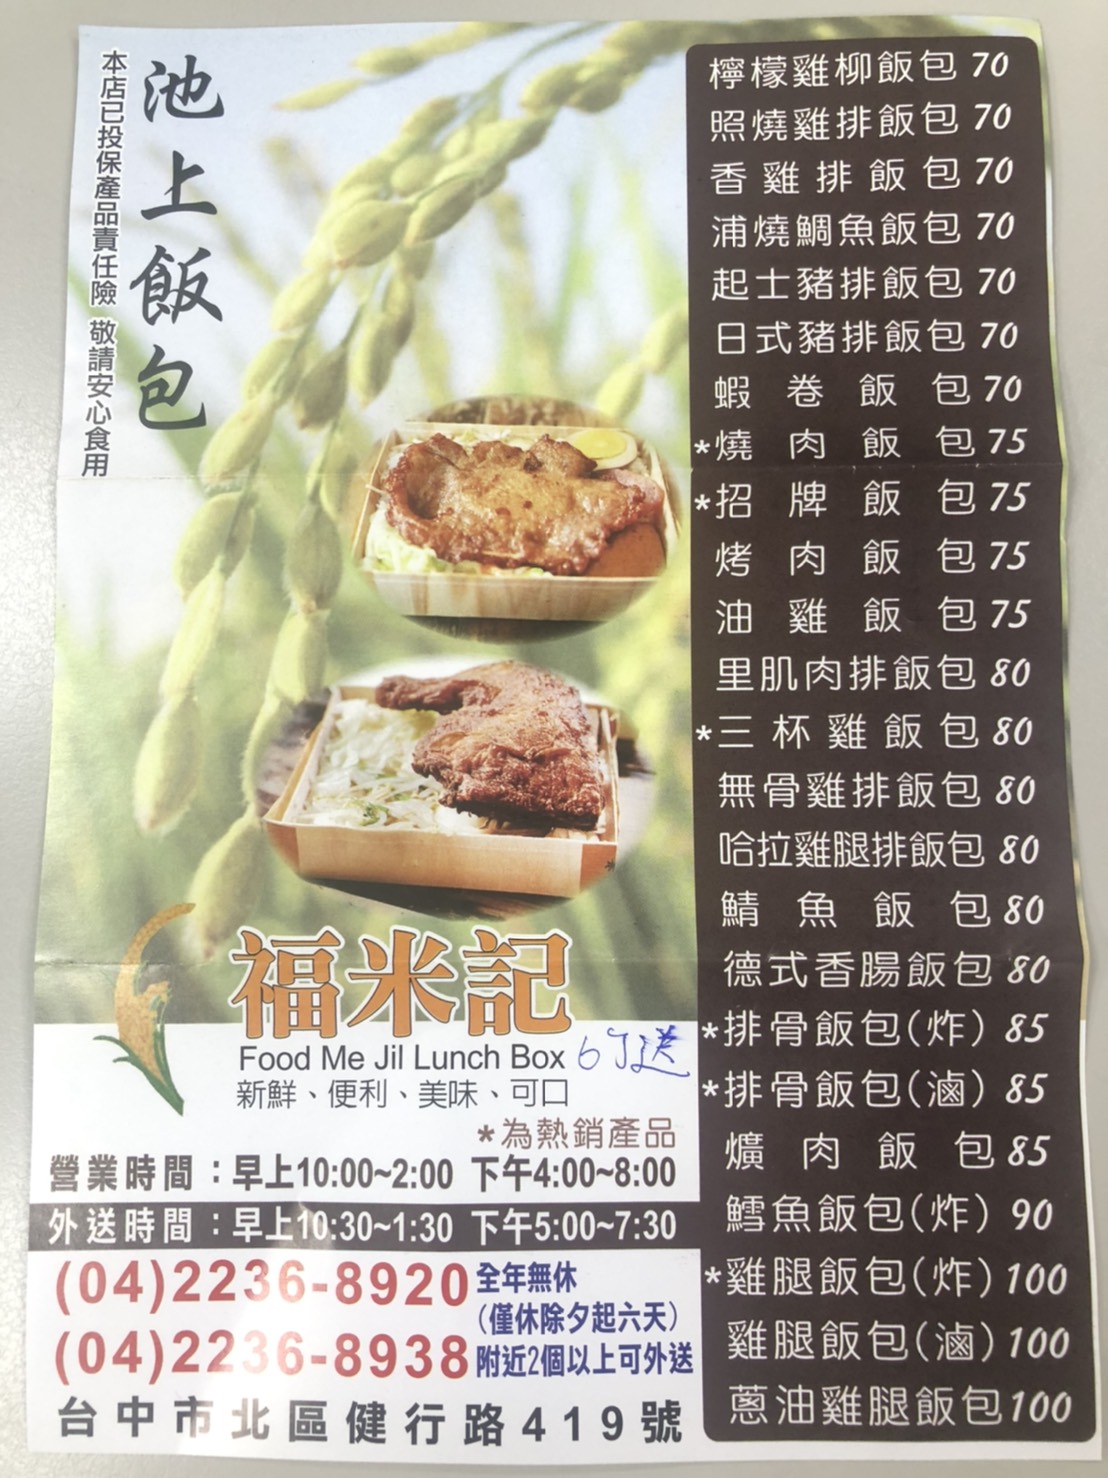 池上飯包
本店已投保產品責任險 敬請安心食用
檸檬雞柳飯包 70
照燒雞排飯包 70
香雞排飯包 70
浦燒鯛魚飯包 70
起士豬排飯包 70
日式豬排飯包 70
蝦卷飯包 70
*燒肉飯包 75
*招牌飯包 75
烤肉飯包 75
油雞飯包 75
里肌肉排飯包 80
*三杯雞飯包 80
無骨雞排飯包 80
哈拉雞腿排飯包 80
鯖魚飯包 80
德式香腸飯包 80
*排骨飯包(炸) 85
*排骨飯包(滷) 85
爌肉飯包 85
鱈魚飯包(炸) 90
*雞腿飯包(炸) 100
雞腿飯包(滷) 100
蔥油雞腿飯包 100
福米記
Food Me Jil Lunch Box
新鮮、便利、美味、可口
*為熱銷產品
營業時間：早上10:00~2:00 下午4:00~8:00
外送時間：早上10:30~1:30 下午5:00~7:30
(04)2236-8920 全年無休
(僅休除夕起六天)
(04)2236-8938 附近2個以上可外送
台中市北區健行路419號